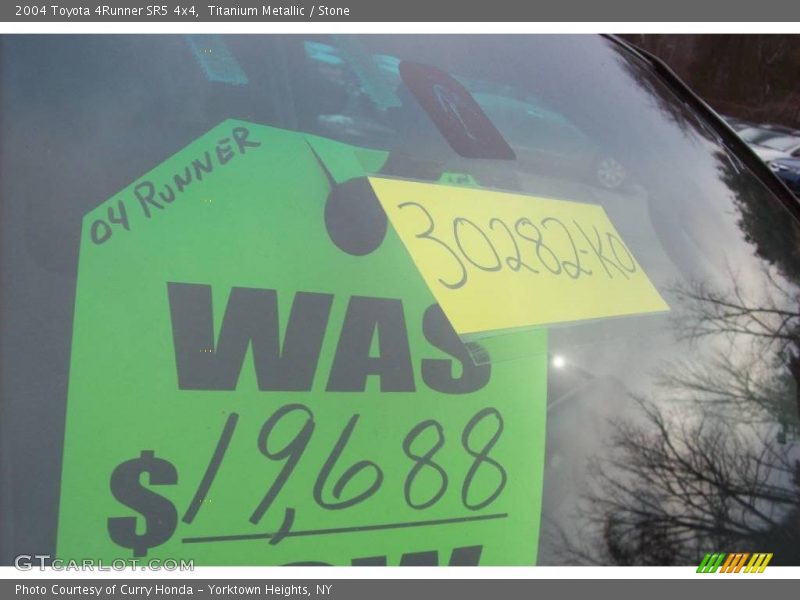 2004 Toyota 4Runner SR5 4x4,  Titanium Metallic / Stone
04 RUNNER
30282-KO
WAS
$19,688
GTCARLOT.COM
Photo Courtesy of Curry Honda - Yorktown Heights, NY